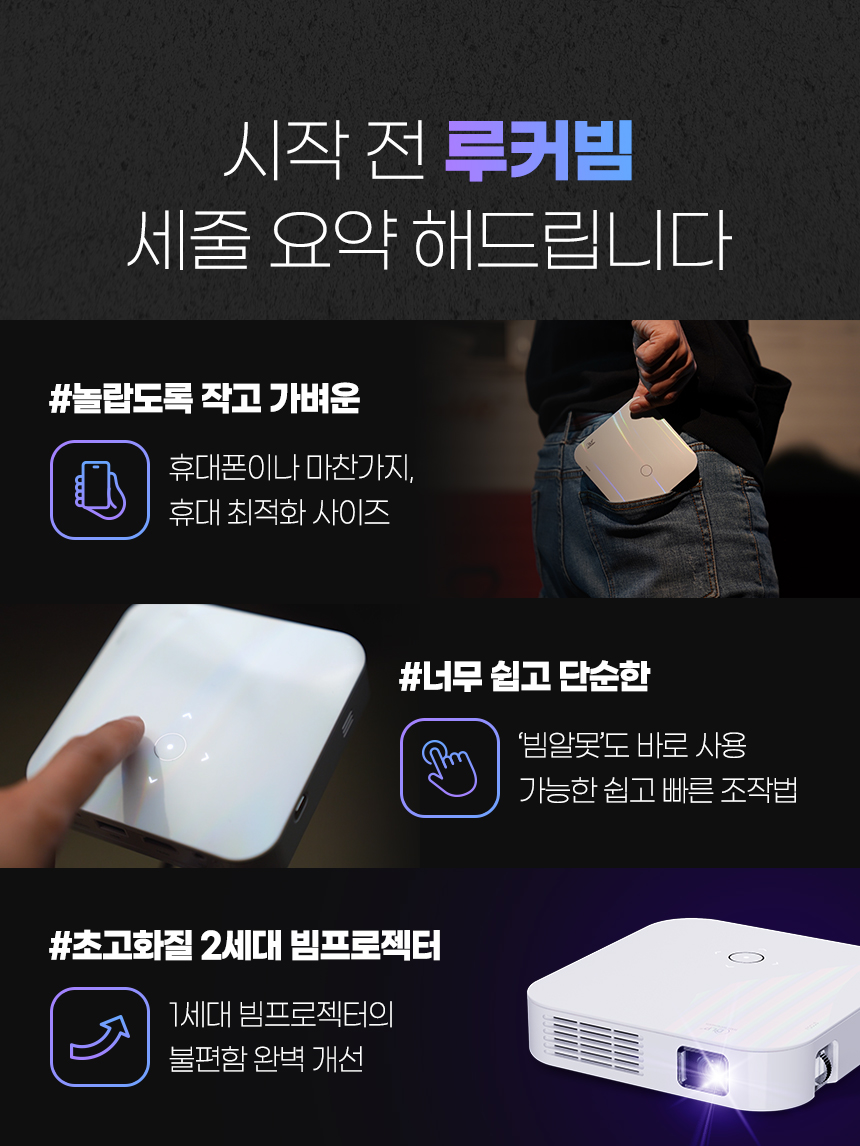 시작 전 루커빔
세줄 요약 해드립니다
#놀랍도록 작고 가벼운
휴대폰이나 마찬가지,
휴대 최적화 사이즈
#너무 쉽고 단순한
‘빔알못’도 바로 사용
가능한 쉽고 빠른 조작법
#초고화질 2세대 빔프로젝터
1세대 빔프로젝터의
불편함 완벽 개선